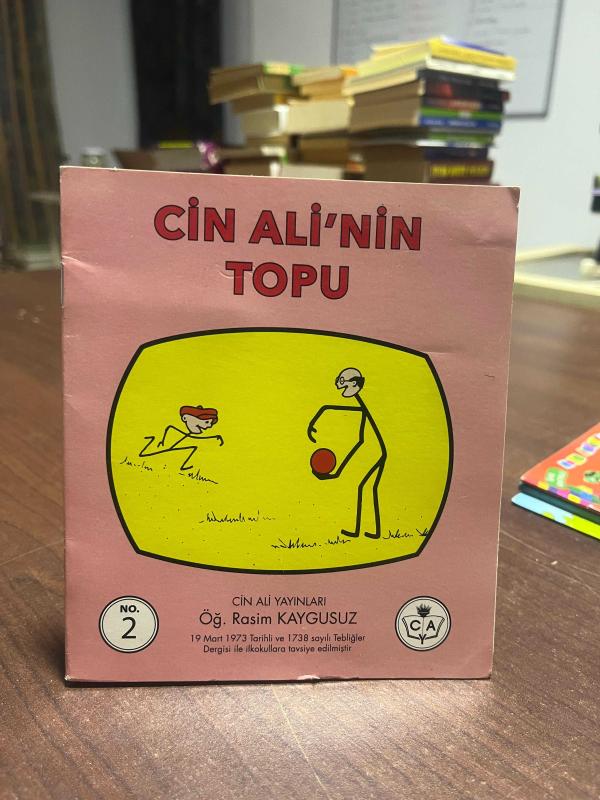 CİN ALİ'NİN
TOPU
NO.
2
CİN ALİ YAYINLARI
Öğ. Rasim KAYGUSUZ
19 Mart 1973 Tarihli ve 1738 sayılı Tebliğler
Dergisi ile ilkokullara tavsiye edilmiştir
C A